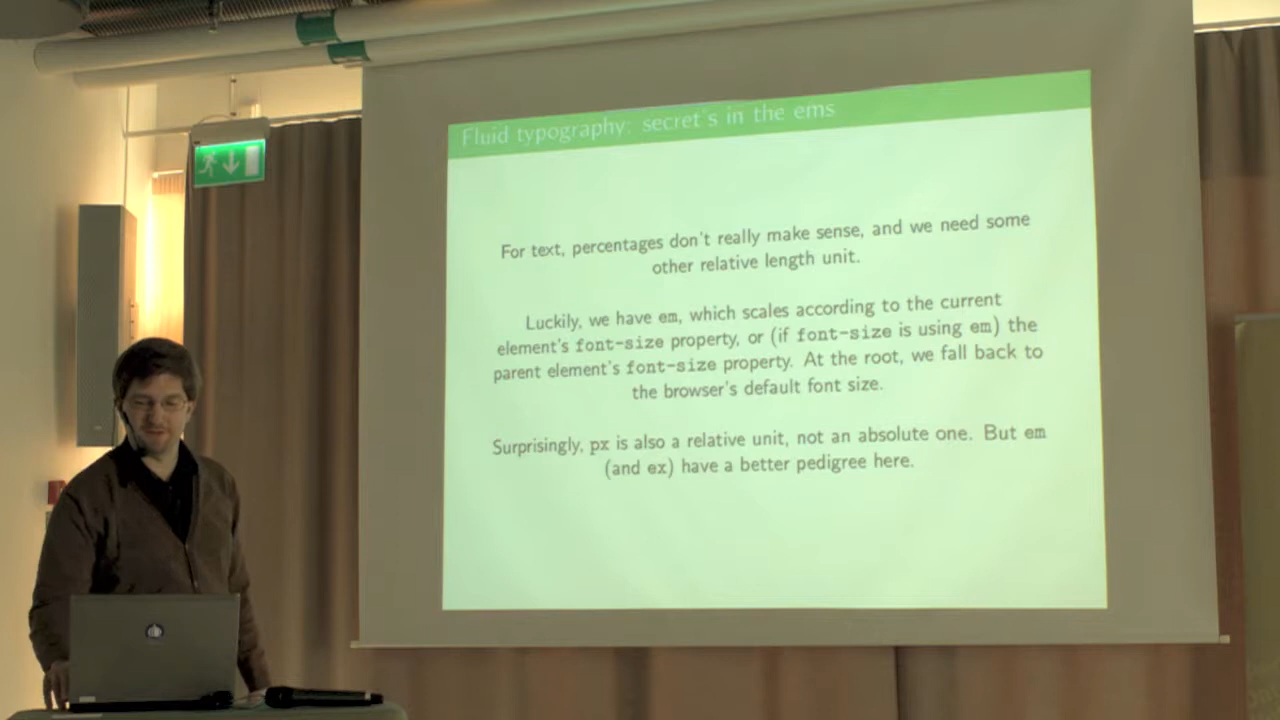 Fluid typography: secret's in the ems
For text, percentages don't really make sense, and we need some
other relative length unit.
Luckily, we have em, which scales according to the current
element's font-size property, or (if font-size is using em) the
parent element's font-size property. At the root, we fall back to
the browser's default font size.
Surprisingly, px is also a relative unit, not an absolute one. But em
(and ex) have a better pedigree here.